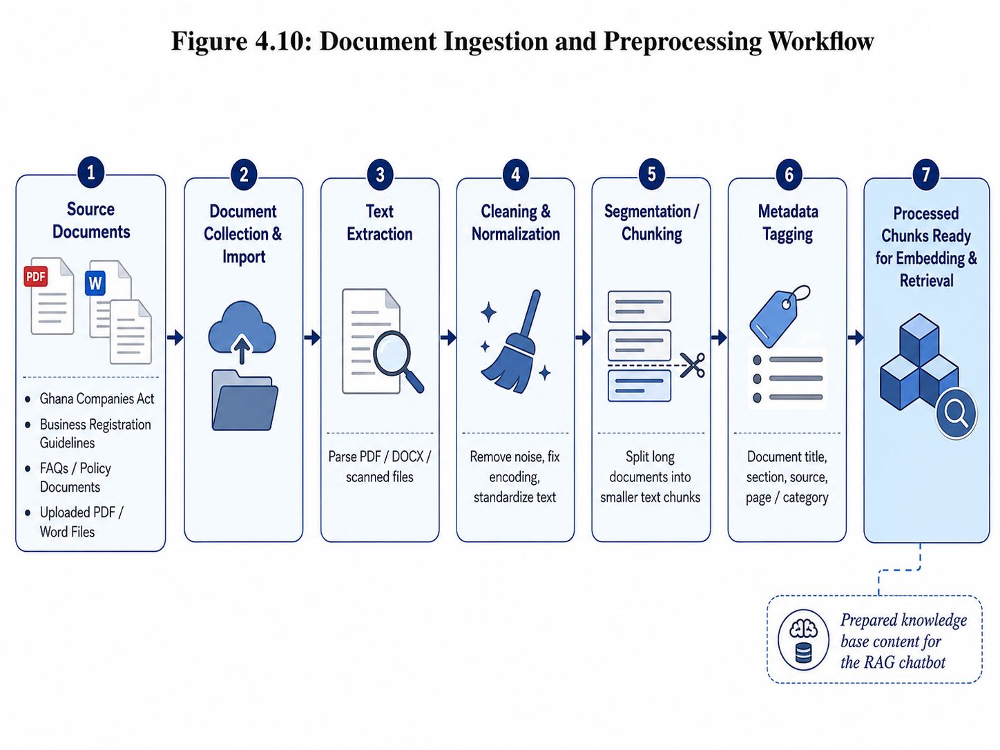 Figure 4.10: Document Ingestion and Preprocessing Workflow
1
Source
Documents
PDF
W
• Ghana Companies Act
• Business Registration
Guidelines
• FAQs / Policy
Documents
• Uploaded PDF /
Word Files
2
Document
Collection &
Import
3
Text
Extraction
Parse PDF / DOCX /
scanned files
4
Cleaning &
Normalization
Remove noise, fix
encoding,
standardize text
5
Segmentation /
Chunking
Split long
documents into
smaller text chunks
6
Metadata
Tagging
Document title,
section, source,
page / category
7
Processed
Chunks Ready
for Embedding &
Retrieval
Prepared knowledge
base content for
the RAG chatbot